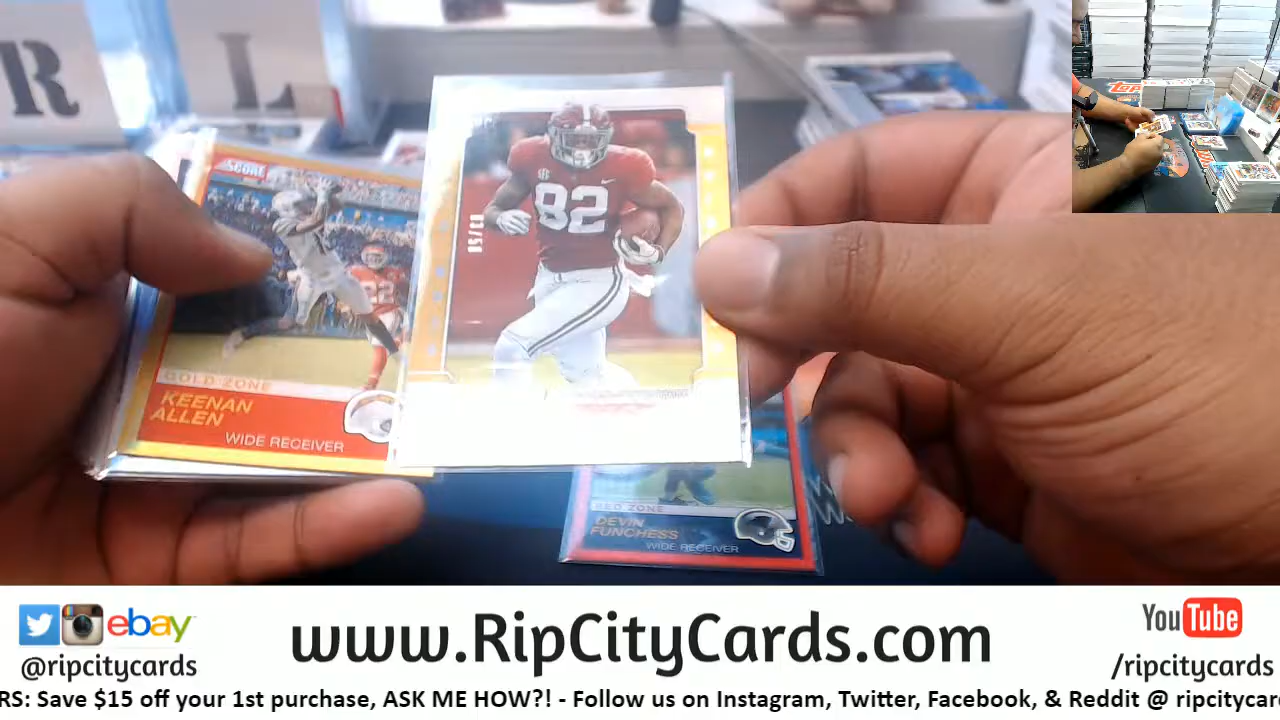 R L
SCORE
82
13/50
22
GOLD ZONE
KEENAN
ALLEN
WIDE RECEIVER
RED ZONE
DEVIN
FUNCHESS
WIDE RECEIVER
ebay
@ripcitycards
www.RipCityCards.com
YouTube
/ripcitycards
RS: Save $15 off your 1st purchase, ASK ME HOW?! - Follow us on Instagram, Twitter, Facebook, & Reddit @ ripcitycar